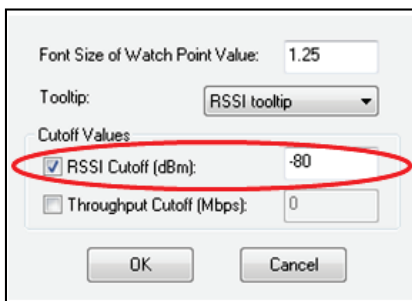 Font Size of Watch Point Value: 1.25
Tooltip: RSSI tooltip
Cutoff Values
RSSI Cutoff (dBm): -80
Throughput Cutoff (Mbps): 0
OK Cancel